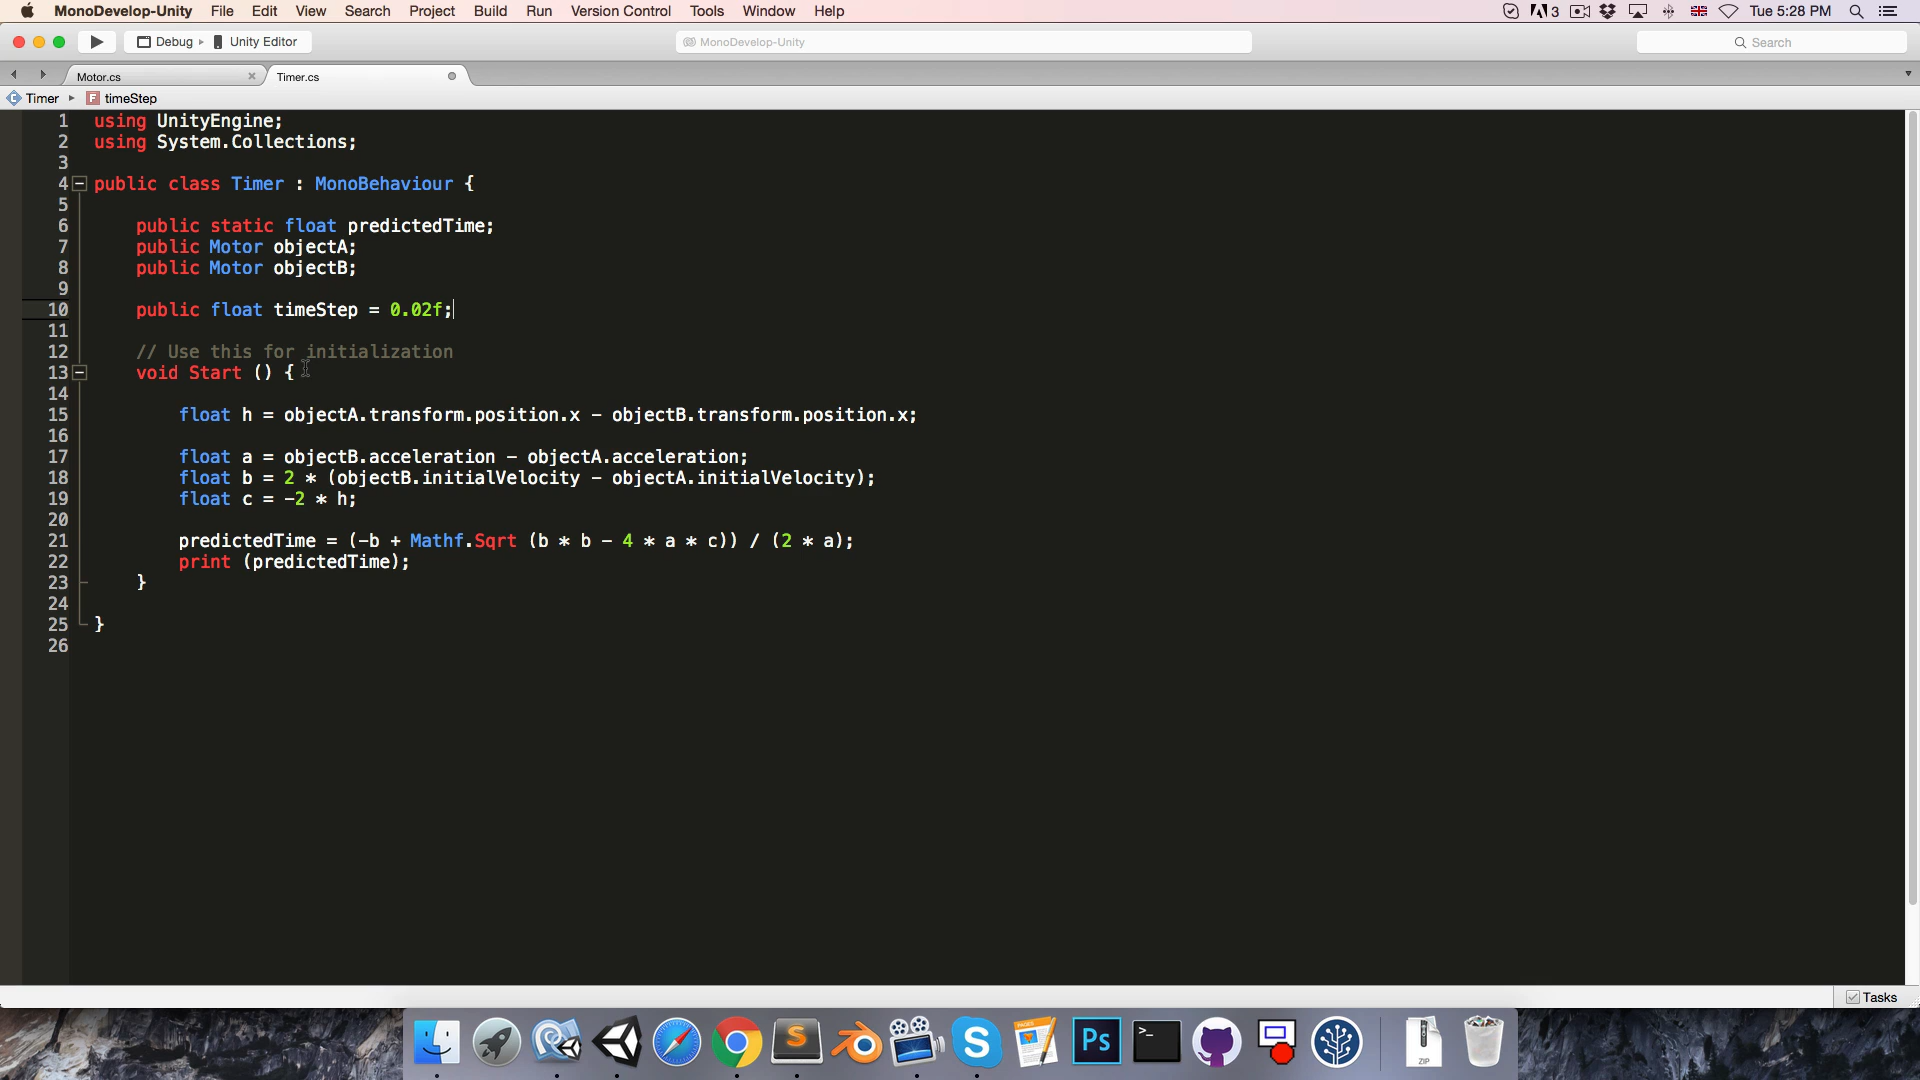 MonoDevelop-Unity File Edit View Search Project Build Run Version Control Tools Window Help 3 Tue 5:28 PM
Debug Unity Editor MonoDevelop-Unity Search
Motor.cs Timer.cs
Timer timeStep
1 using UnityEngine;
2 using System.Collections;
3
4 public class Timer : MonoBehaviour {
5
6 public static float predictedTime;
7 public Motor objectA;
8 public Motor objectB;
9
10 public float timeStep = 0.02f;
11
12 // Use this for initialization
13 void Start () {
14
15 float h = objectA.transform.position.x - objectB.transform.position.x;
16
17 float a = objectB.acceleration - objectA.acceleration;
18 float b = 2 * (objectB.initialVelocity - objectA.initialVelocity);
19 float c = -2 * h;
20
21 predictedTime = (-b + Mathf.Sqrt (b * b - 4 * a * c)) / (2 * a);
22 print (predictedTime);
23 }
24
25 }
26
Tasks
PAGES
Ps
ZIP